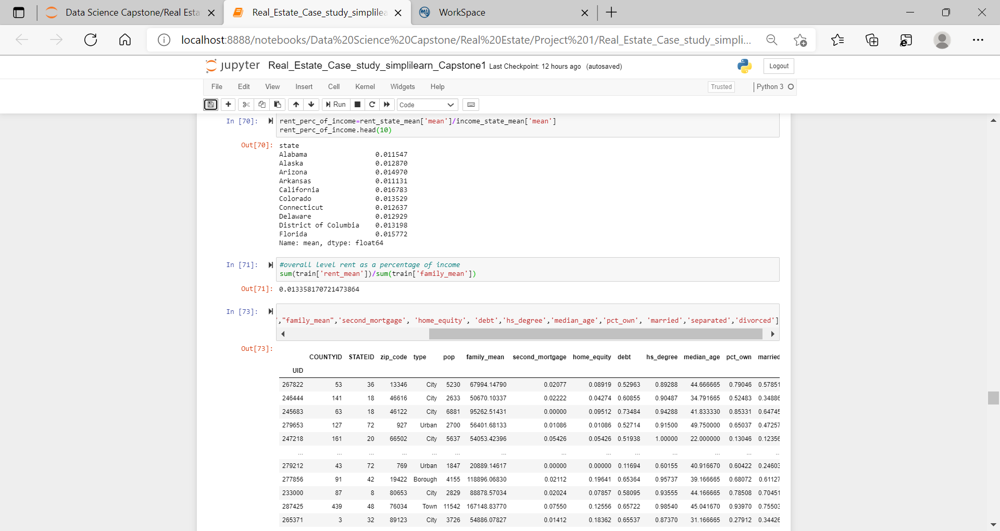 Data Science Capstone/Real Esta
Real_Estate_Case_study_simplilea
WorkSpace
localhost:8888/notebooks/Data%20Science%20Capstone/Real%20Estate/Project%201/Real_Estate_Case_study_simpli...
jupyter Real_Estate_Case_study_simplilearn_Capstone1 Last Checkpoint: 12 hours ago (autosaved)
Logout
File Edit View Insert Cell Kernel Widgets Help
Trusted
Python 3
Run
Code
In [70]: rent_perc_of_income=rent_state_mean['mean']/income_state_mean['mean']
rent_perc_of_income.head(10)
Out[70]: state
Alabama 0.011547
Alaska 0.012870
Arizona 0.014970
Arkansas 0.011131
California 0.016783
Colorado 0.013529
Connecticut 0.012637
Delaware 0.012929
District of Columbia 0.013198
Florida 0.015772
Name: mean, dtype: float64
In [71]: #overall level rent as a percentage of income
sum(train['rent_mean'])/sum(train['family_mean'])
Out[71]: 0.013358170721473864
In [73]:
',"family_mean",'second_mortgage', 'home_equity', 'debt','hs_degree','median_age','pct_own', 'married','separated','divorced']
Out[73]:
COUNTYID STATEID zip_code type pop family_mean second_mortgage home_equity debt hs_degree median_age pct_own married
UID
267822 53 36 13346 City 5230 67994.14790 0.02077 0.08919 0.52963 0.89288 44.666665 0.79046 0.57851
246444 141 18 46616 City 2633 50670.10337 0.02222 0.04274 0.60855 0.90487 34.791665 0.52483 0.34886
245683 63 18 46122 City 6881 95262.51431 0.00000 0.09512 0.73484 0.94288 41.833330 0.85331 0.64745
279653 127 72 927 Urban 2700 56401.68133 0.01086 0.01086 0.52714 0.91500 49.750000 0.65037 0.47257
247218 161 20 66502 City 5637 54053.42396 0.05426 0.05426 0.51938 1.00000 22.000000 0.13046 0.12356
... ... ... ... ... ... ... ... ... ... ... ... ... ...
279212 43 72 769 Urban 1847 20889.14617 0.00000 0.00000 0.11694 0.60155 40.916670 0.60422 0.24603
277856 91 42 19422 Borough 4155 118896.06830 0.02112 0.19641 0.65364 0.95737 39.166665 0.68072 0.61127
233000 87 8 80653 City 2829 88878.57034 0.02024 0.07857 0.58095 0.93555 44.166665 0.78508 0.70451
287425 439 48 76034 Town 11542 167148.83770 0.07550 0.12556 0.65722 0.98540 45.041670 0.93970 0.75503
265371 3 32 89123 City 3726 54886.07827 0.01412 0.18362 0.65537 0.87370 31.166665 0.27912 0.34426